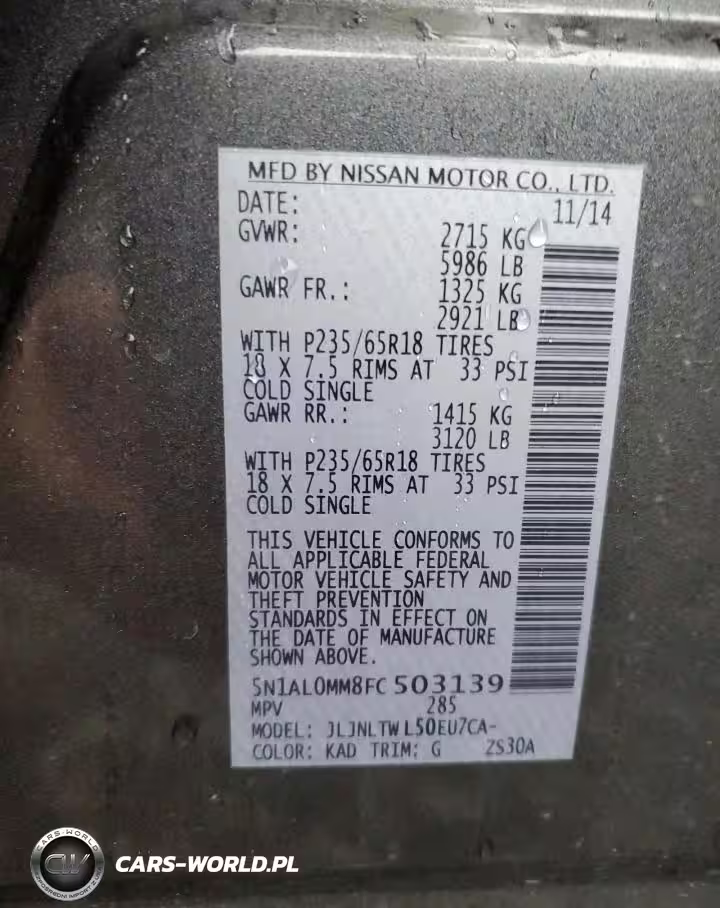 MFD BY NISSAN MOTOR CO., LTD.
DATE: 11/14
GVWR: 2715 KG
5986 LB
GAWR FR.: 1325 KG
2921 LB
WITH P235/65R18 TIRES
18 X 7.5 RIMS AT 33 PSI
COLD SINGLE
GAWR RR.: 1415 KG
3120 LB
WITH P235/65R18 TIRES
18 X 7.5 RIMS AT 33 PSI
COLD SINGLE
THIS VEHICLE CONFORMS TO
ALL APPLICABLE FEDERAL
MOTOR VEHICLE SAFETY AND
THEFT PREVENTION
STANDARDS IN EFFECT ON
THE DATE OF MANUFACTURE
SHOWN ABOVE.
5N1AL0MM8FC503139
MPV 285
MODEL: JLJNLTWL50EU7CA-
COLOR: KAD TRIM: G ZS30A
CARS-WORLD
CW
CARS-WORLD.PL